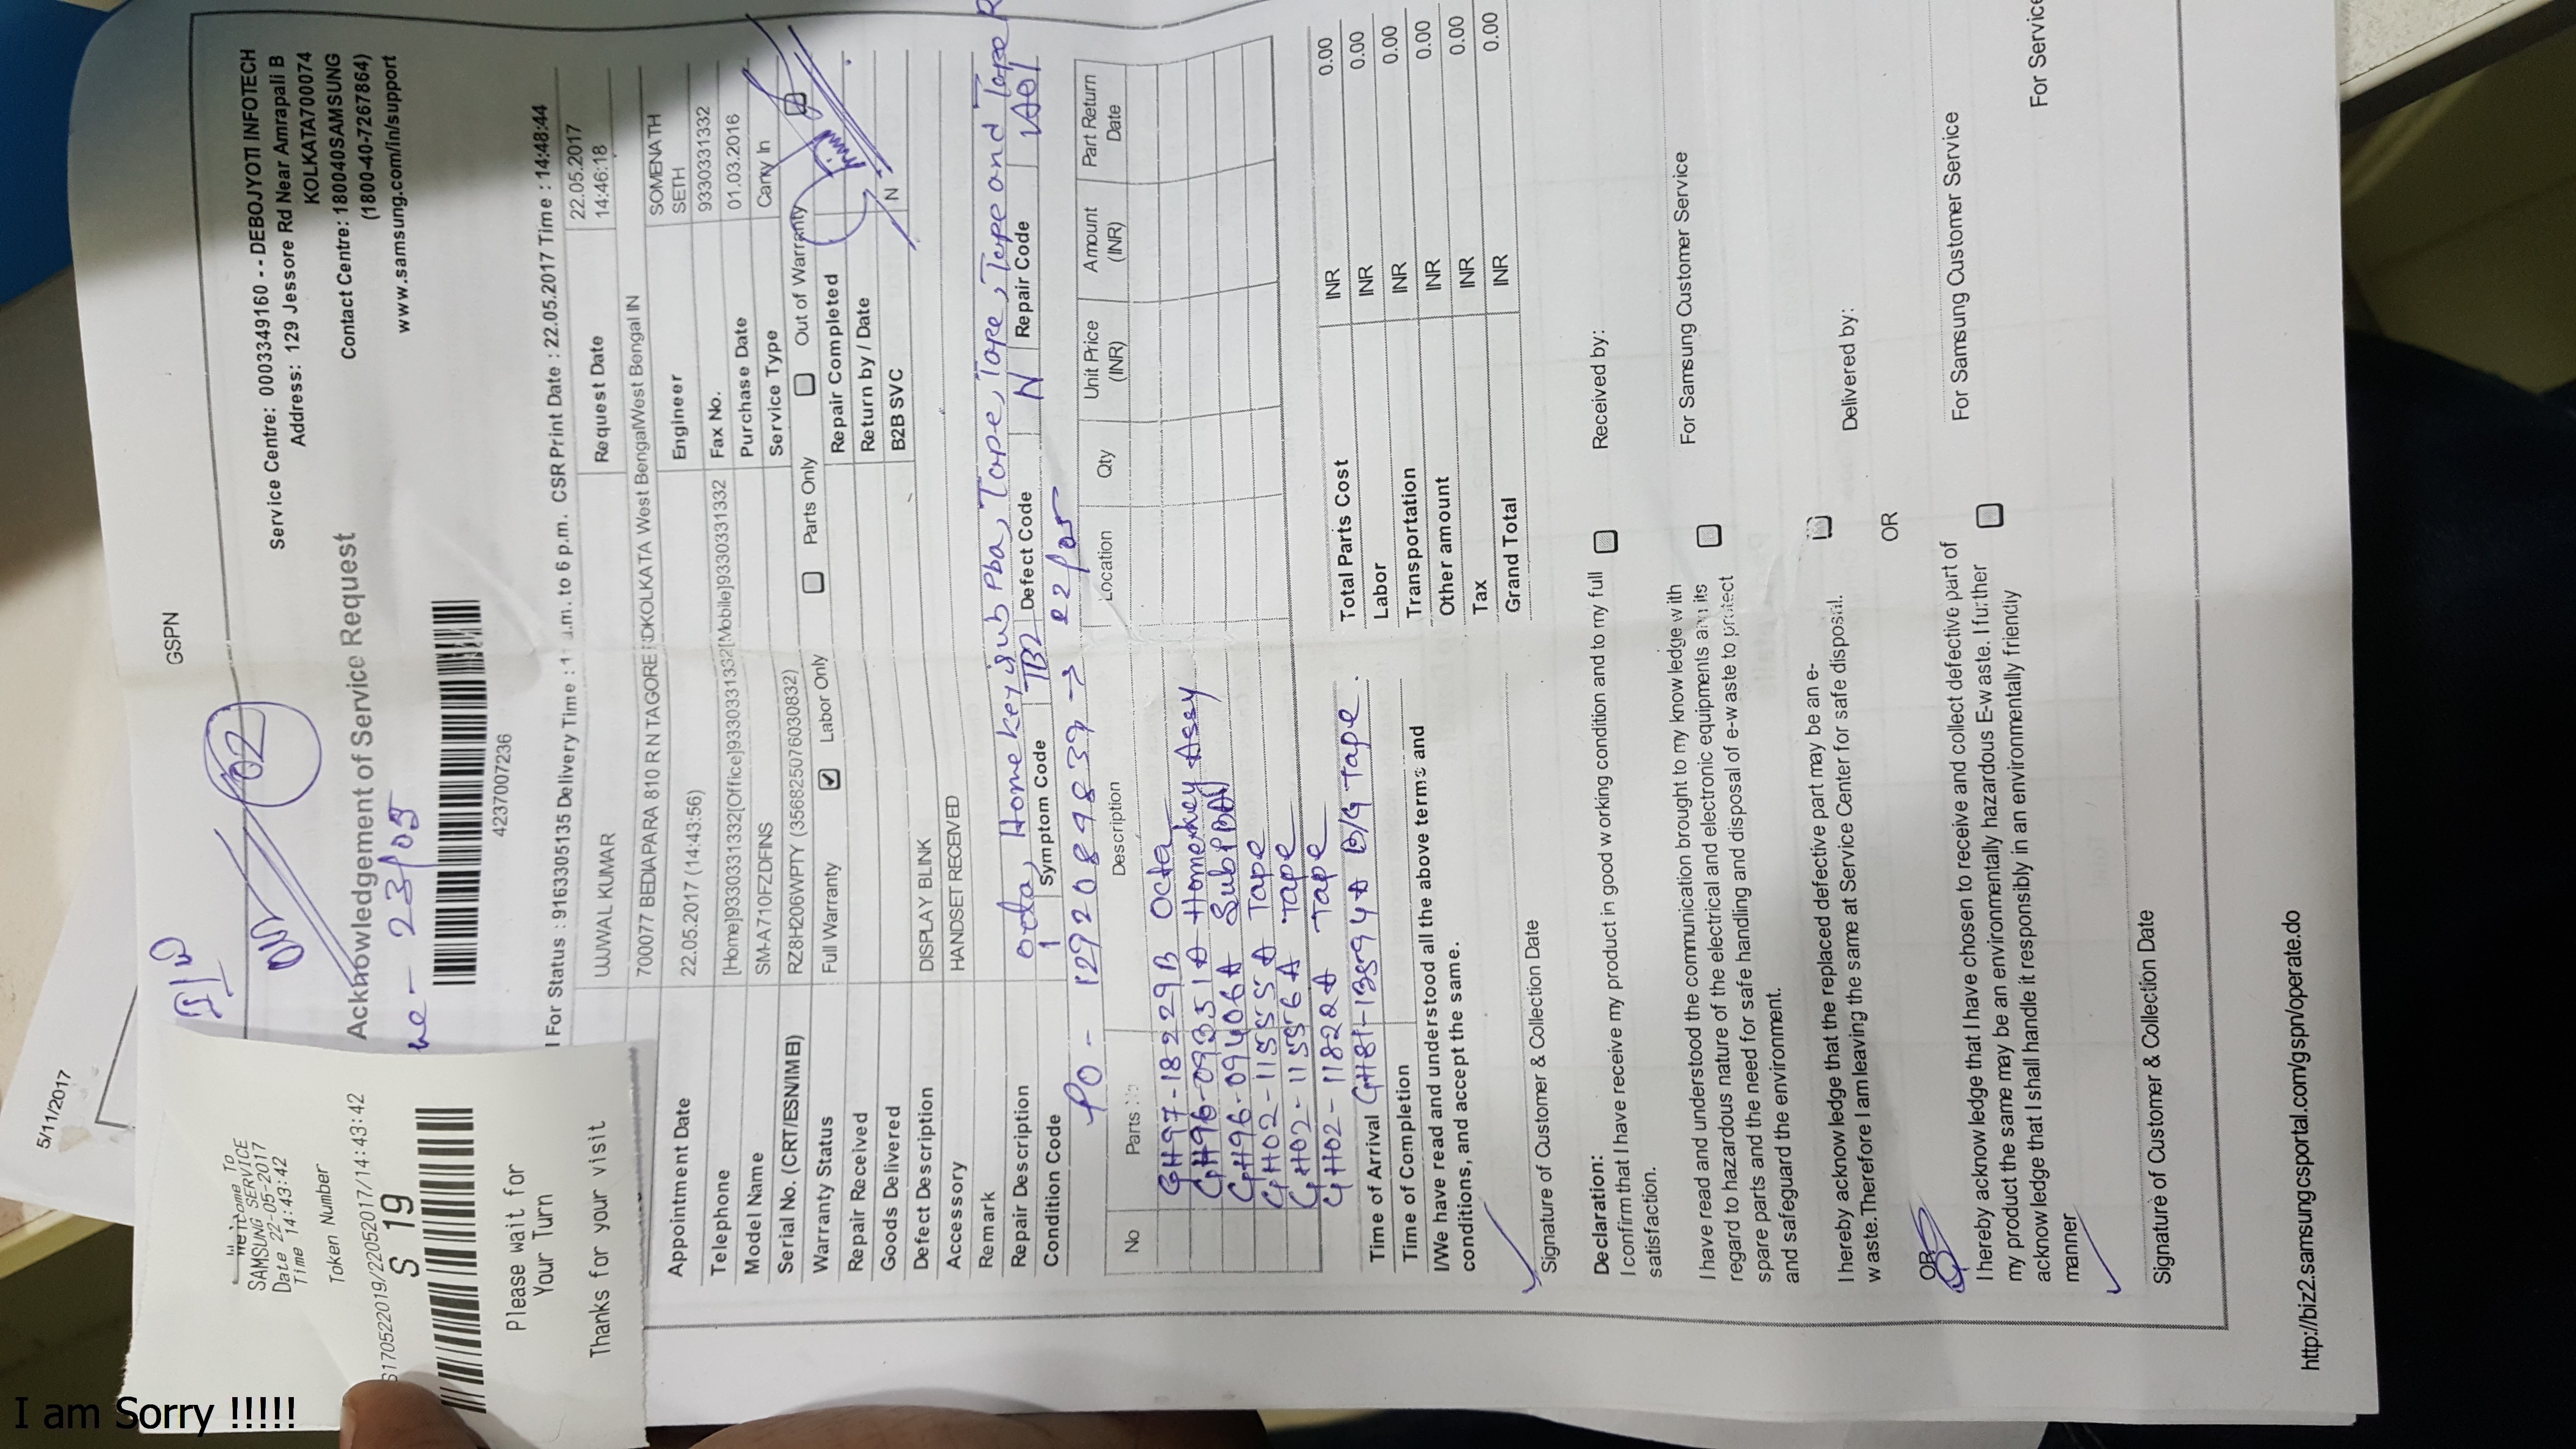 5/11/2017
GSPN
Welcome To
SAMSUNG SERVICE
Date 22-05-2017
Time 14:43:42
Token Number
S170522019/22052017/14:43:42
S 19
Please wait for
Your Turn
Thanks for your visit
02
Service Centre: 0003349160 - - DEBOJYOTI INFOTECH
Address: 129 Jessore Rd Near Amrapali B
KOLKATA700074
Contact Centre: 180040SAMSUNG
(1800-40-7267864)
www.samsung.com/in/support
Acknowledgement of Service Request
23/05
4237007236
l For Status : 9163305135 Delivery Time : 1 a.m. to 6 p.m. CSR Print Date : 22.05.2017 Time : 14:48:44
UJJWAL KUMAR Request Date 22.05.2017
14:46:18
700077 BEDIAPARA 810 R N TAGORE RDKOLKATA West BengalWest Bengal IN
Appointment Date 22.05.2017 (14:43:56) Engineer SOMENATH
SETH
Telephone [Home]9330331332[Office]9330331332[Mobile]9330331332 Fax No. 9330331332
Model Name SM-A710FZDFINS Purchase Date 01.03.2016
Serial No. (CRT/ESN/IMEI) RZ8H206WPTY (356825076030832) Service Type Carry In
Warranty Status Full Warranty Labor Only Parts Only Out of Warranty
Repair Received Repair Completed
Goods Delivered Return by / Date
Defect Description DISPLAY BLINK B2B SVC N
Accessory HANDSET RECEIVED
Remark
Repair Description octa, Home key, sub Pba, Tape, Tape, Tape and Tape R
Condition Code 1 Symptom Code TB2 Defect Code N Repair Code A01
PO - 1292089839 → 22/05
No Parts Description Location Qty Unit Price
(INR) Amount
(INR) Part Return
Date
GH97-18229B Octa
GH96-09351A Homekey Assy
GH96-09406A Sub PBA
GH02-11555A Tape
GH02-11556A Tape
GH02-11822A Tape
GH81-13594A B/G Tape.
Time of Arrival
Time of Completion
Total Parts Cost INR 0.00
Labor INR 0.00
Transportation INR 0.00
Other amount INR 0.00
Tax INR 0.00
Grand Total INR 0.00
I/We have read and understood all the above terms and
conditions, and accept the same.
Signature of Customer & Collection Date
Declaration:
I confirm that I have receive my product in good working condition and to my full
satisfaction.
Received by:
I have read and understood the communication brought to my knowledge with
regard to hazardous nature of the electrical and electronic equipments and its
spare parts and the need for safe handling and disposal of e-waste to protect
and safeguard the environment.
For Samsung Customer Service
I hereby acknowledge that the replaced defective part may be an e-
waste.Therefore I am leaving the same at Service Center for safe disposal.
Delivered by:
OR
OR
I hereby acknowledge that I have chosen to receive and collect defective part of
my product the same may be an environmentally hazardous E-waste. I further
acknowledge that I shall handle it responsibly in an environmentally friendly
manner
For Samsung Customer Service
For Service
Signature of Customer & Collection Date
http://biz2.samsungcsportal.com/gspn/operate.do
I am Sorry !!!!!